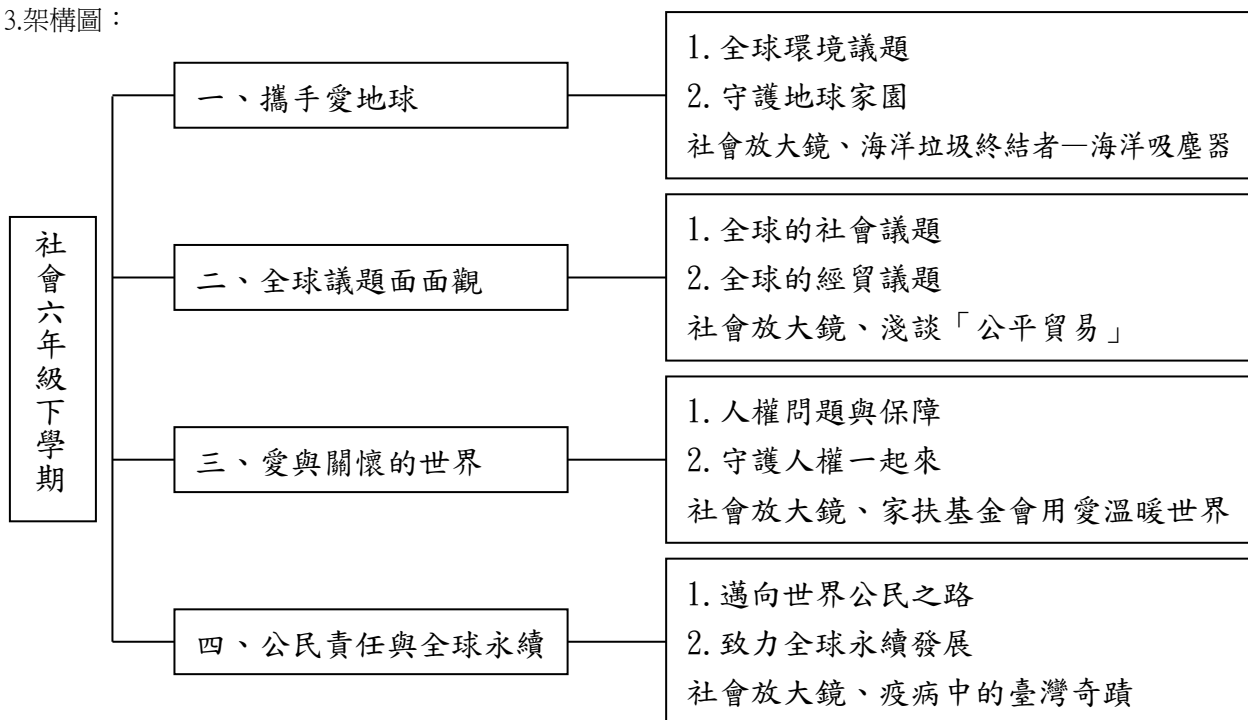 3.架構圖：
社會六年級下學期
一、攜手愛地球
1.全球環境議題
2.守護地球家園
社會放大鏡、海洋垃圾終結者—海洋吸塵器
二、全球議題面面觀
1.全球的社會議題
2.全球的經貿議題
社會放大鏡、淺談「公平貿易」
三、愛與關懷的世界
1.人權問題與保障
2.守護人權一起來
社會放大鏡、家扶基金會用愛溫暖世界
四、公民責任與全球永續
1.邁向世界公民之路
2.致力全球永續發展
社會放大鏡、疫病中的臺灣奇蹟